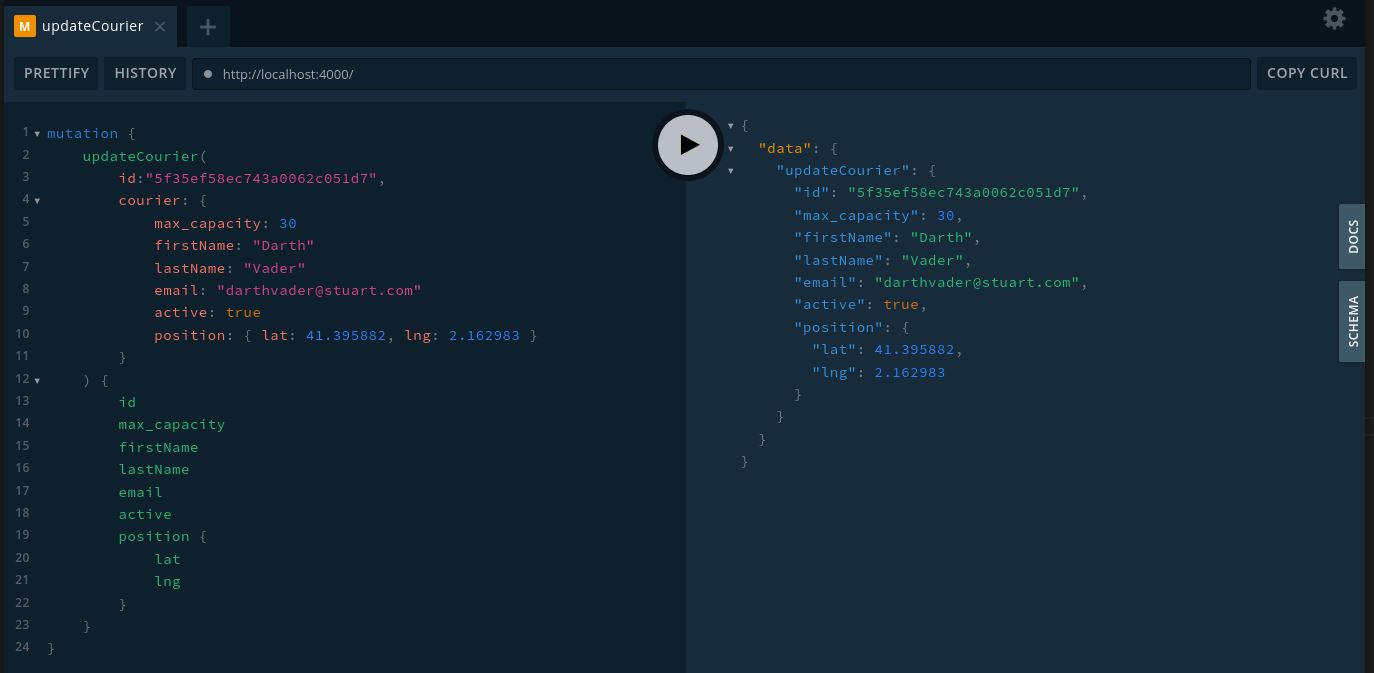 M updateCourier × +
PRETTIFY HISTORY http://localhost:4000/ COPY CURL
1 mutation {
2 updateCourier(
3 id:"5f35ef58ec743a0062c051d7",
4 courier: {
5 max_capacity: 30
6 firstName: "Darth"
7 lastName: "Vader"
8 email: "darthvader@stuart.com"
9 active: true
10 position: { lat: 41.395882, lng: 2.162983 }
11 }
12 ) {
13 id
14 max_capacity
15 firstName
16 lastName
17 email
18 active
19 position {
20 lat
21 lng
22 }
23 }
24 }
{
"data": {
"updateCourier": {
"id": "5f35ef58ec743a0062c051d7",
"max_capacity": 30,
"firstName": "Darth",
"lastName": "Vader",
"email": "darthvader@stuart.com",
"active": true,
"position": {
"lat": 41.395882,
"lng": 2.162983
}
}
}
}
DOCS
SCHEMA